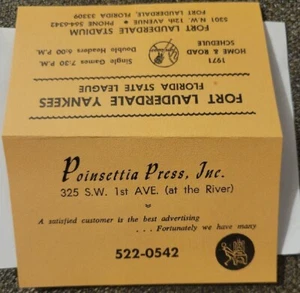 FORT LAUDERDALE YANKEES
FLORIDA STATE LEAGUE
1971
HOME & ROAD
SCHEDULE
Single Games 7:30 P.M.
Double Headers 6:00 P.M.
FORT LAUDERDALE STADIUM
5301 N.W. 12th AVENUE • PHONE
FORT LAUDERDALE, FLORIDA 33309
Poinsettia Press, Inc.
325 S.W. 1st AVE. (at the River)
A satisfied customer is the best advertising
. . . Fortunately we have many
522-0542